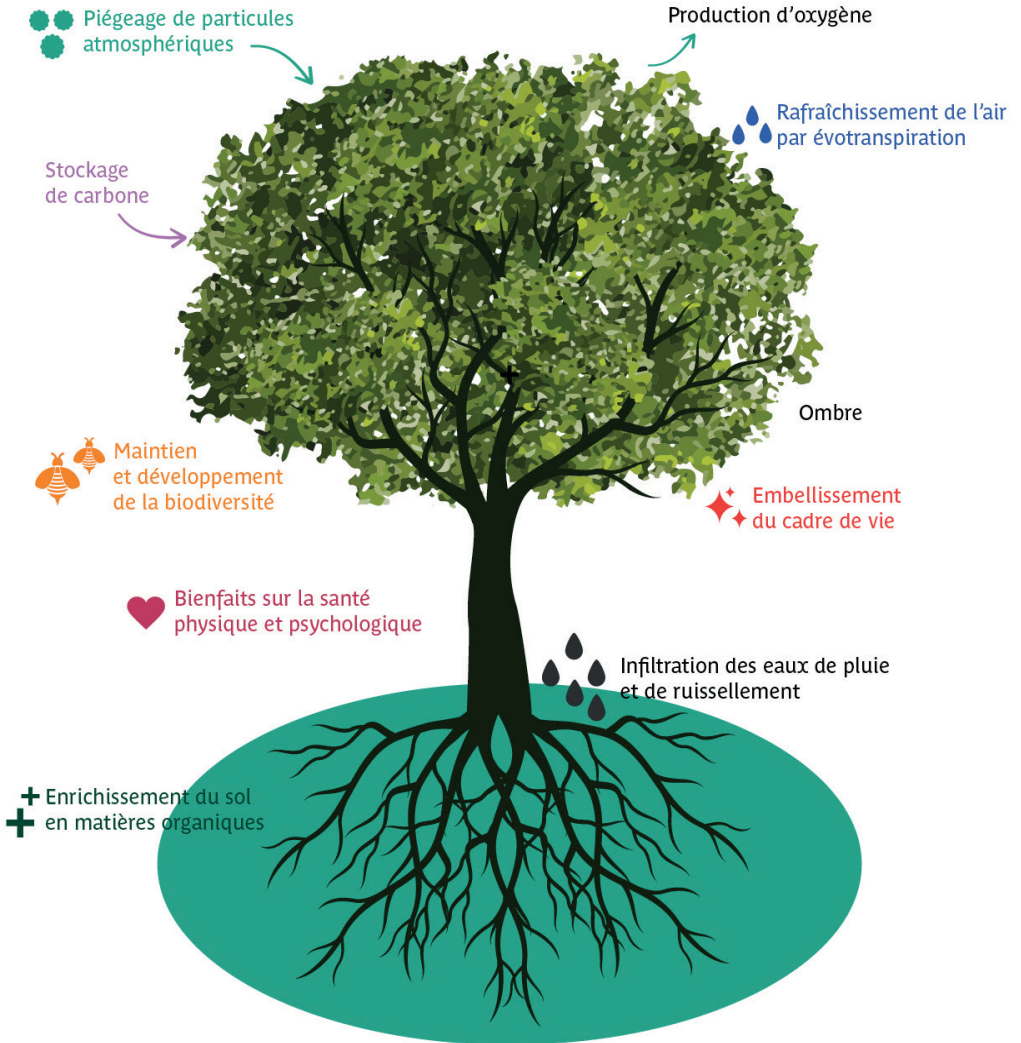 Piégeage de particules
atmosphériques
Production d'oxygène
Rafraîchissement de l'air
par évotranspiration
Stockage
de carbone
Ombre
Maintien
et développement
de la biodiversité
Embellissement
du cadre de vie
Bienfaits sur la santé
physique et psychologique
Infiltration des eaux de pluie
et de ruissellement
Enrichissement du sol
en matières organiques